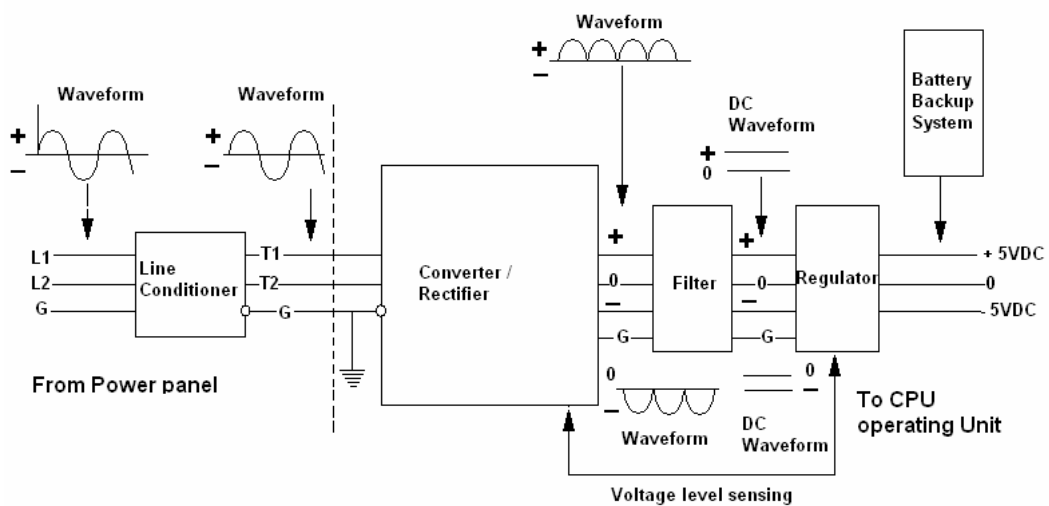 Waveform
+
−
Waveform
+
−
Waveform
+
−
DC
Waveform
+
0
Battery
Backup
System
L1
L2
G
Line
Conditioner
T1
T2
G
Converter /
Rectifier
+
0
−
G
Filter
+
0
−
G
Regulator
+ 5VDC
0
- 5VDC
From Power panel
0
−
Waveform
0
−
DC
Waveform
To CPU
operating Unit
Voltage level sensing